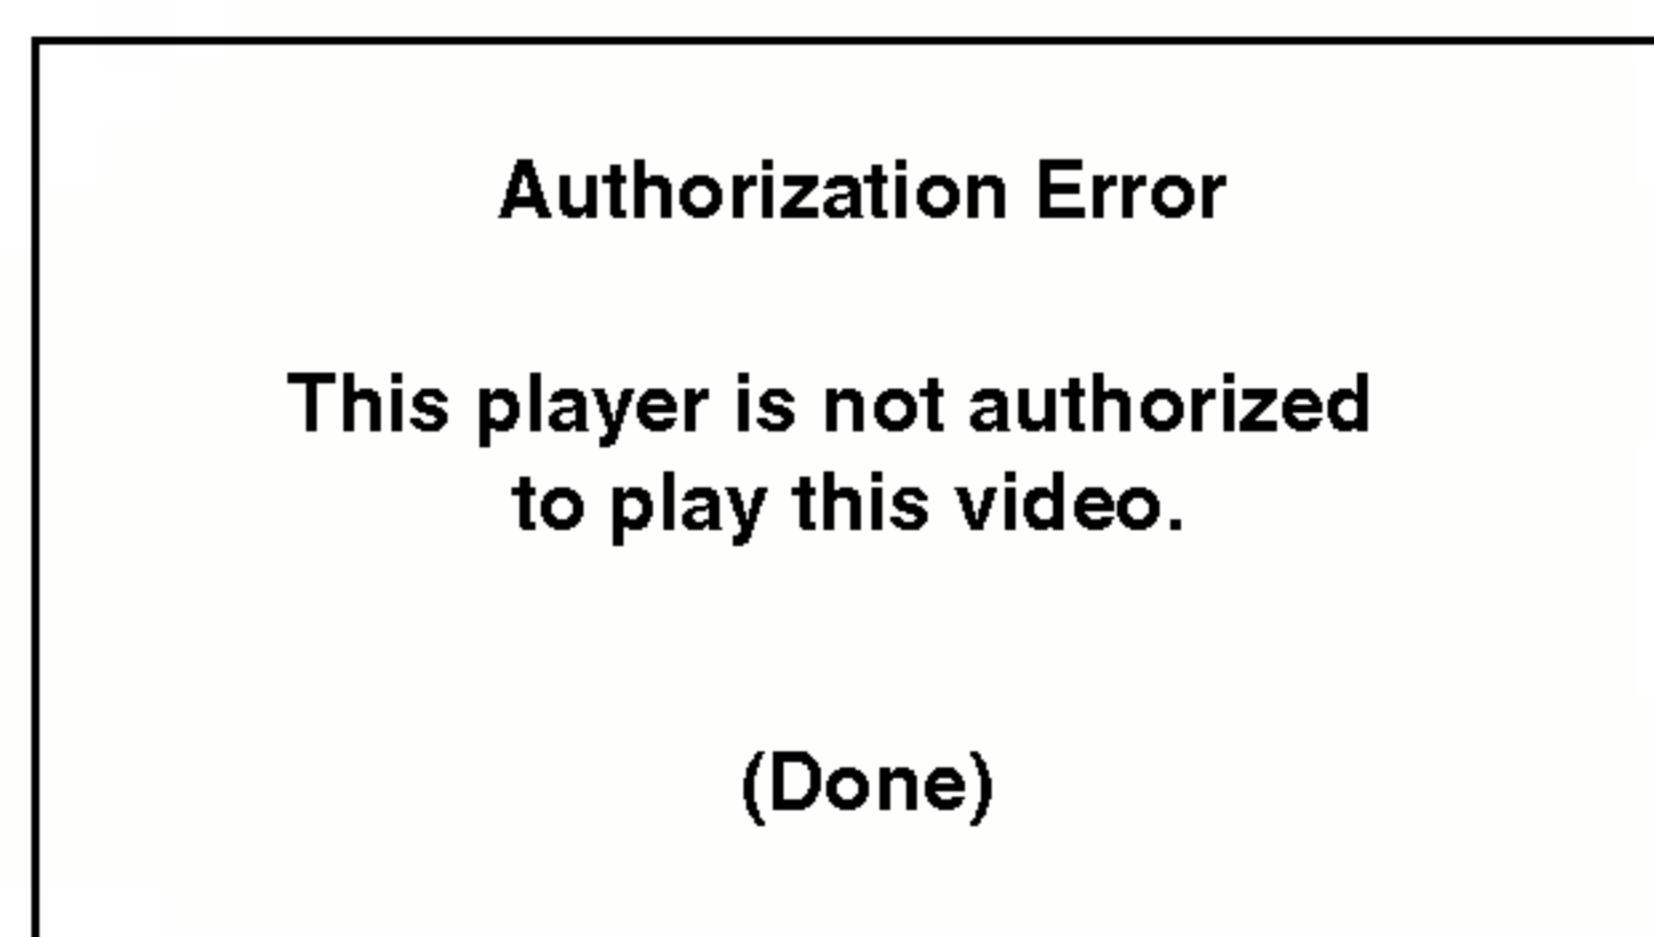 Authorization Error
This player is not authorized
to play this video.
(Done)